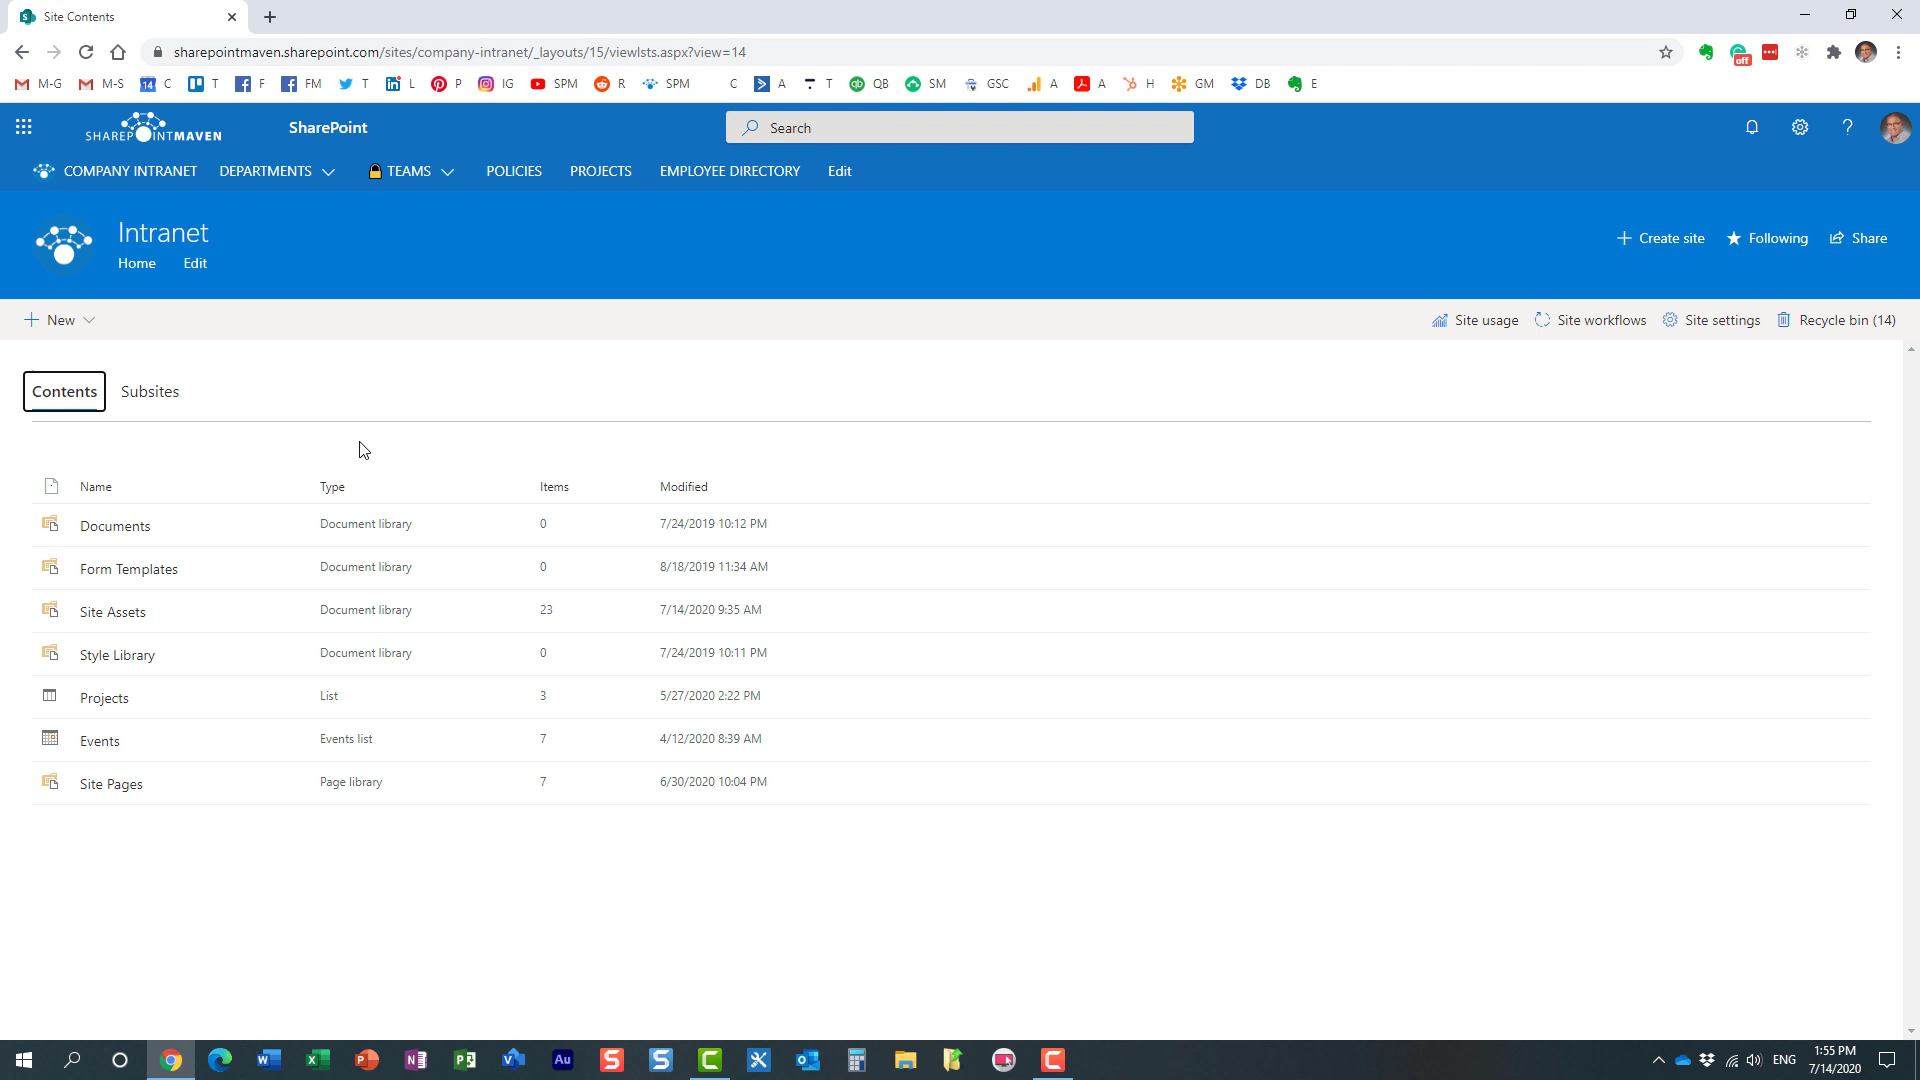 Site Contents
sharepointmaven.sharepoint.com/sites/company-intranet/_layouts/15/viewlsts.aspx?view=14
off
M-G M-S 14 C T F FM T L P IG SPM R SPM C A T QB SM GSC A A H GM DB E
SHAREPOINTMAVEN SharePoint Search
COMPANY INTRANET DEPARTMENTS TEAMS POLICIES PROJECTS EMPLOYEE DIRECTORY Edit
Intranet
Home Edit
Create site Following Share
New Site usage Site workflows Site settings Recycle bin (14)
Contents Subsites
Name Type Items Modified
Documents Document library 0 7/24/2019 10:12 PM
Form Templates Document library 0 8/18/2019 11:34 AM
Site Assets Document library 23 7/14/2020 9:35 AM
Style Library Document library 0 7/24/2019 10:11 PM
Projects List 3 5/27/2020 2:22 PM
Events Events list 7 4/12/2020 8:39 AM
Site Pages Page library 7 6/30/2020 10:04 PM
ENG 1:55 PM
7/14/2020